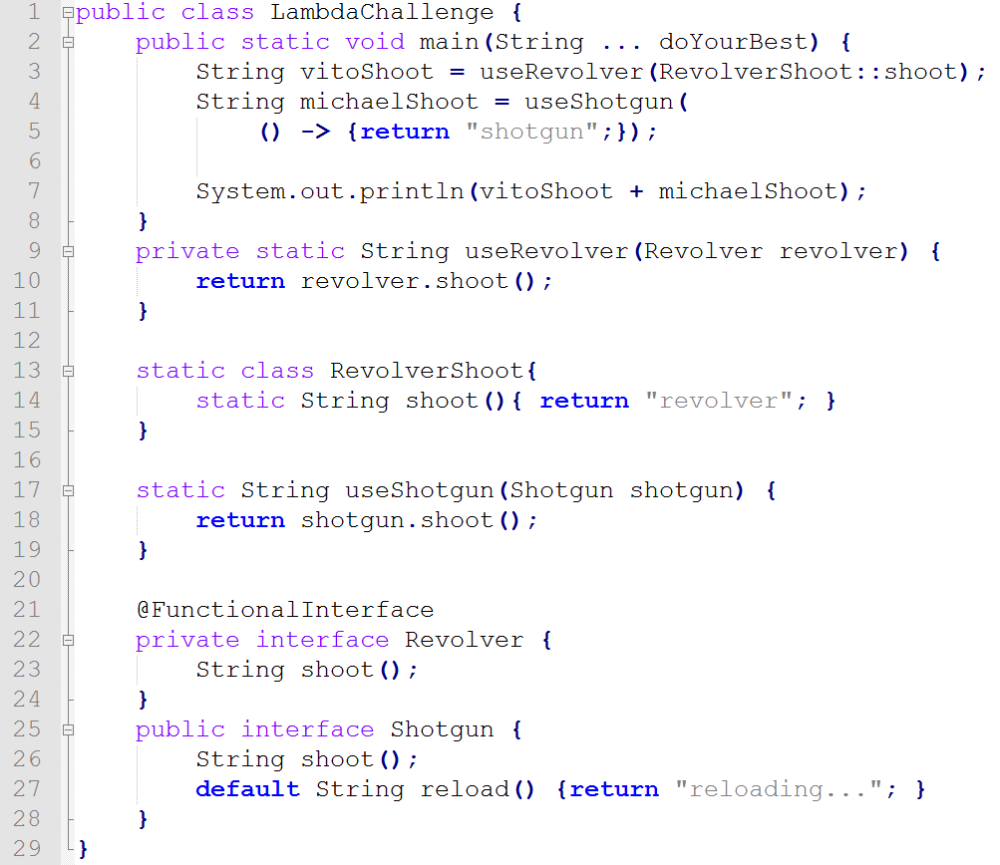 1 public class LambdaChallenge {
2     public static void main(String ... doYourBest) {
3         String vitoShoot = useRevolver(RevolverShoot::shoot);
4         String michaelShoot = useShotgun(
5             () -> {return "shotgun";});
6
7         System.out.println(vitoShoot + michaelShoot);
8     }
9     private static String useRevolver(Revolver revolver) {
10         return revolver.shoot();
11     }
12
13     static class RevolverShoot{
14         static String shoot(){ return "revolver"; }
15     }
16
17     static String useShotgun(Shotgun shotgun) {
18         return shotgun.shoot();
19     }
20
21     @FunctionalInterface
22     private interface Revolver {
23         String shoot();
24     }
25     public interface Shotgun {
26         String shoot();
27         default String reload() {return "reloading..."; }
28     }
29 }